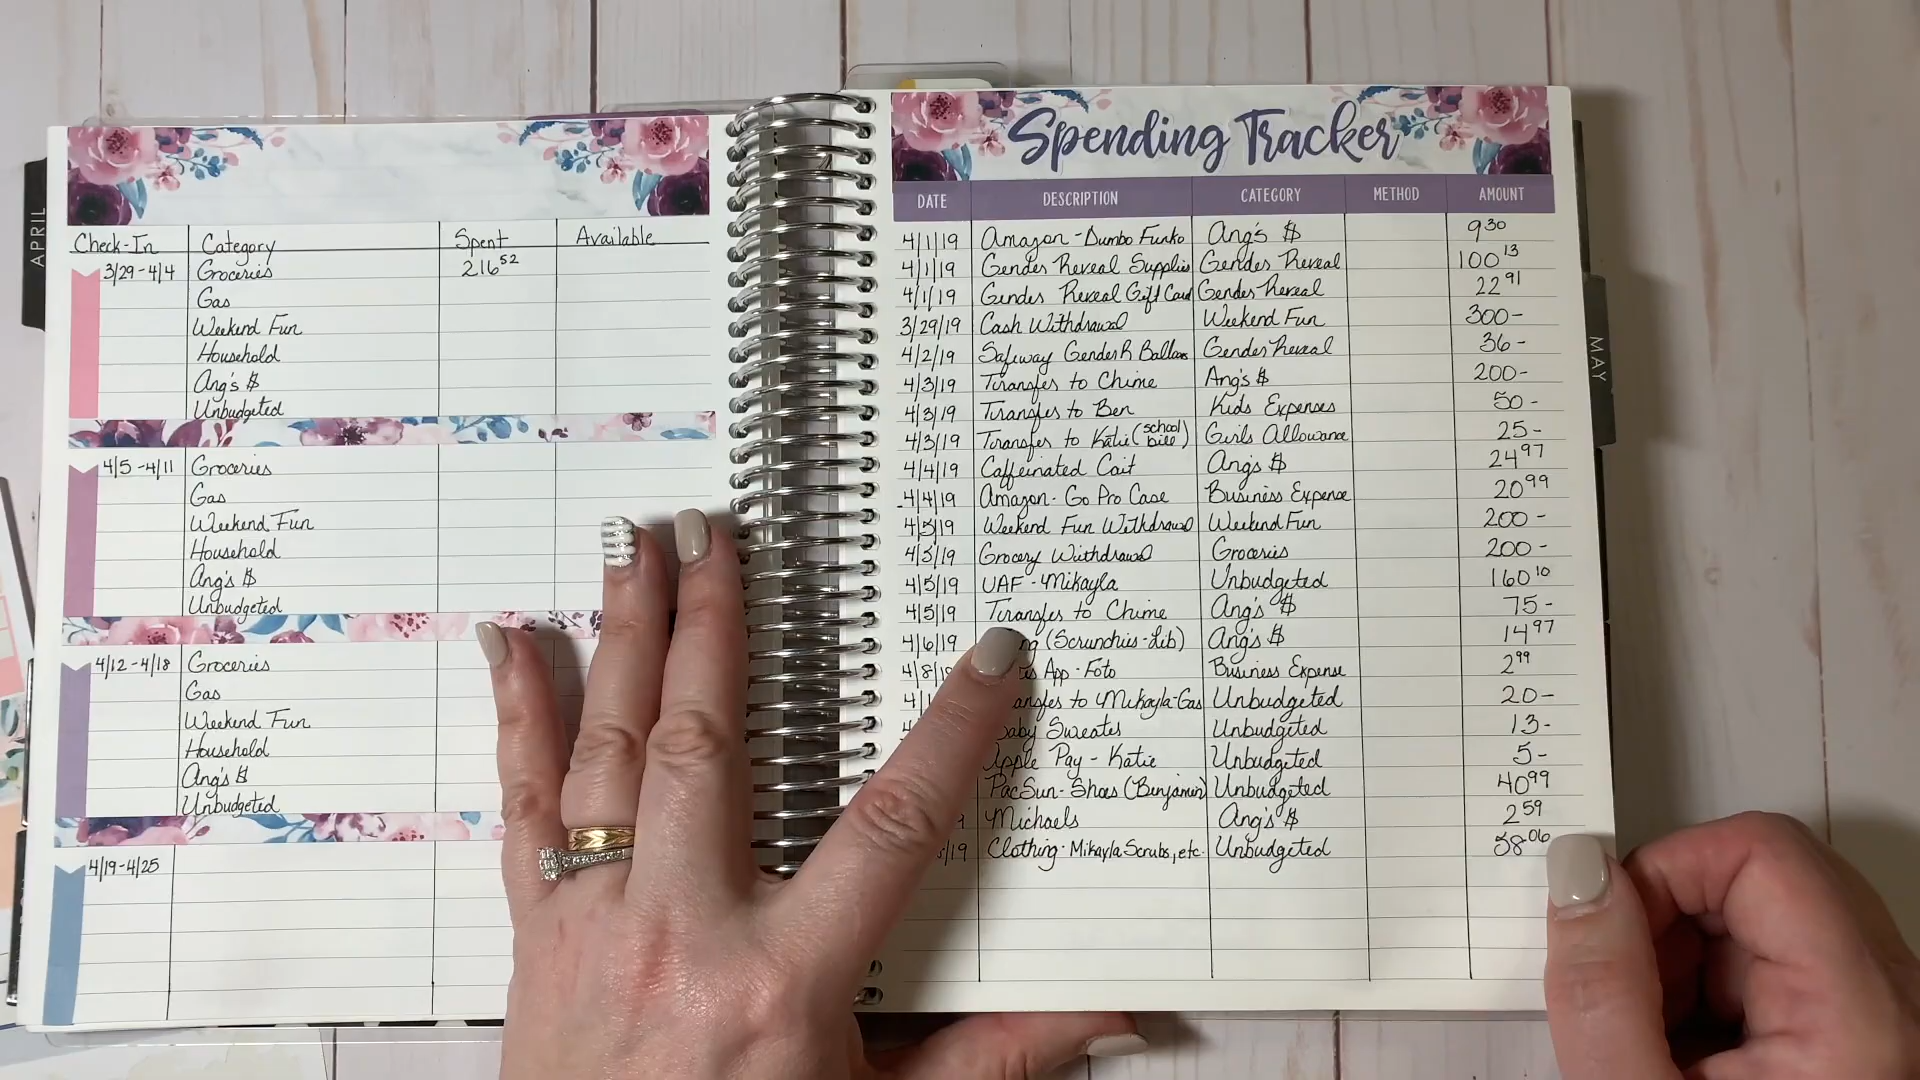 APRIL
Check-In Category Spent Available
3/29-4/4 Groceries 216 52
Gas
Weekend Fun
Household
Ang's $
Unbudgeted
4/5-4/11 Groceries
Gas
Weekend Fun
Household
Ang's $
Unbudgeted
4/12-4/18 Groceries
Gas
Weekend Fun
Household
Ang's $
Unbudgeted
4/19-4/25
Spending Tracker
DATE DESCRIPTION CATEGORY METHOD AMOUNT
4/1/19 Amazon-Dumbo Funko Ang's $ 9 30
4/1/19 Gender Reveal Supplies Gender Reveal 100 13
4/1/19 Gender Reveal Gift Card Gender Reveal 22 91
3/29/19 Cash Withdrawal Weekend Fun 300-
4/2/19 Safeway Gender R Balloons Gender Reveal 36-
4/3/19 Transfer to Chime Ang's $ 200-
4/3/19 Transfer to Ben Kids Expenses 50-
4/3/19 Transfer to Katie (school bill) Girls Allowance 25-
4/4/19 Caffeinated Cait Ang's $ 24 97
4/4/19 Amazon-Go Pro Case Business Expense 20 99
4/5/19 Weekend Fun Withdrawal Weekend Fun 200-
4/5/19 Grocery Withdrawal Groceries 200-
4/5/19 UAF-Mikayla Unbudgeted 160 10
4/5/19 Transfer to Chime Ang's $ 75-
4/6/19 (Scrunchies-Lib) Ang's $ 14 97
App-Foto Business Expense 2 99
to Mikayla-Gas Unbudgeted 20-
Baby Sweater Unbudgeted 13-
Apple Pay - Katie Unbudgeted 5-
PacSun-Shoes (Benjamin) Unbudgeted 40 99
Michaels Ang's $ 2 59
Clothing-Mikayla Scrubs, etc. Unbudgeted 58 06
MAY